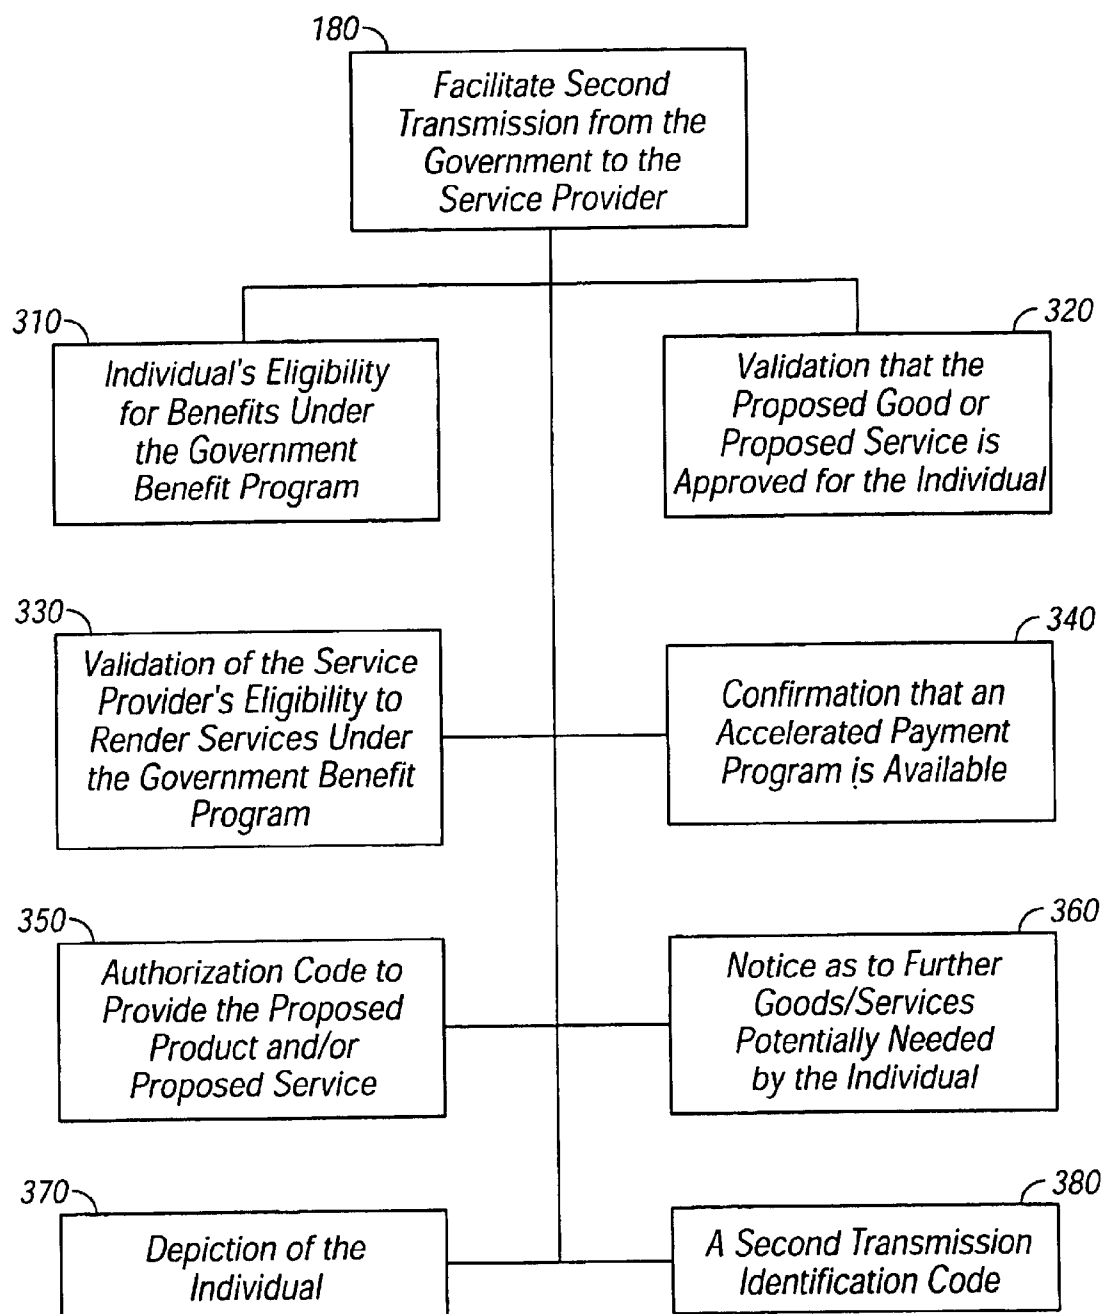 180
Facilitate Second
Transmission from the
Government to the
Service Provider
310
Individual's Eligibility
for Benefits Under
the Government
Benefit Program
320
Validation that the
Proposed Good or
Proposed Service is
Approved for the Individual
330
Validation of the Service
Provider's Eligibility to
Render Services Under
the Government Benefit
Program
340
Confirmation that an
Accelerated Payment
Program is Available
350
Authorization Code to
Provide the Proposed
Product and/or
Proposed Service
360
Notice as to Further
Goods/Services
Potentially Needed
by the Individual
370
Depiction of the
Individual
380
A Second Transmission
Identification Code